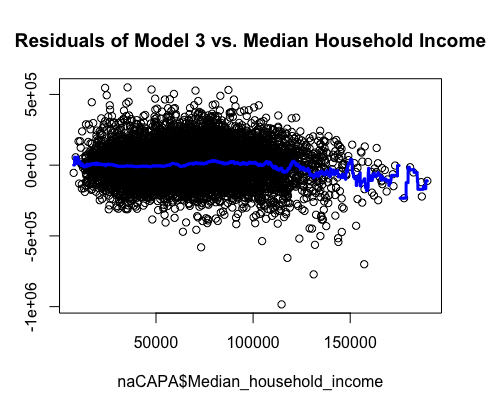 Residuals of Model 3 vs. Median Household Income
5e+05
0e+00
-5e+05
-1e+06
50000 100000 150000
naCAPA$Median_household_income